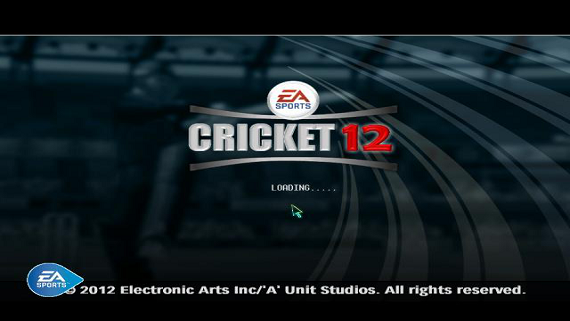 EA
SPORTS
CRICKET 12
LOADING.....
EA
SPORTS
© 2012 Electronic Arts Inc/'A' Unit Studios. All rights reserved.